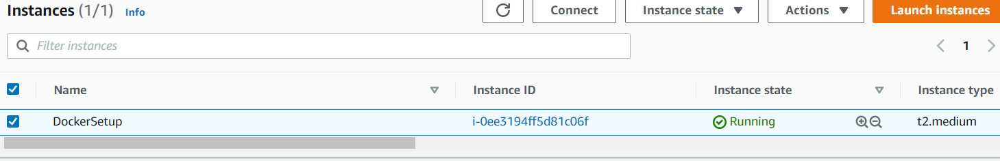 Instances (1/1) Info Connect Instance state Actions Launch instances
Filter instances 1
Name Instance ID Instance state Instance type
DockerSetup i-0ee3194ff5d81c06f Running t2.medium